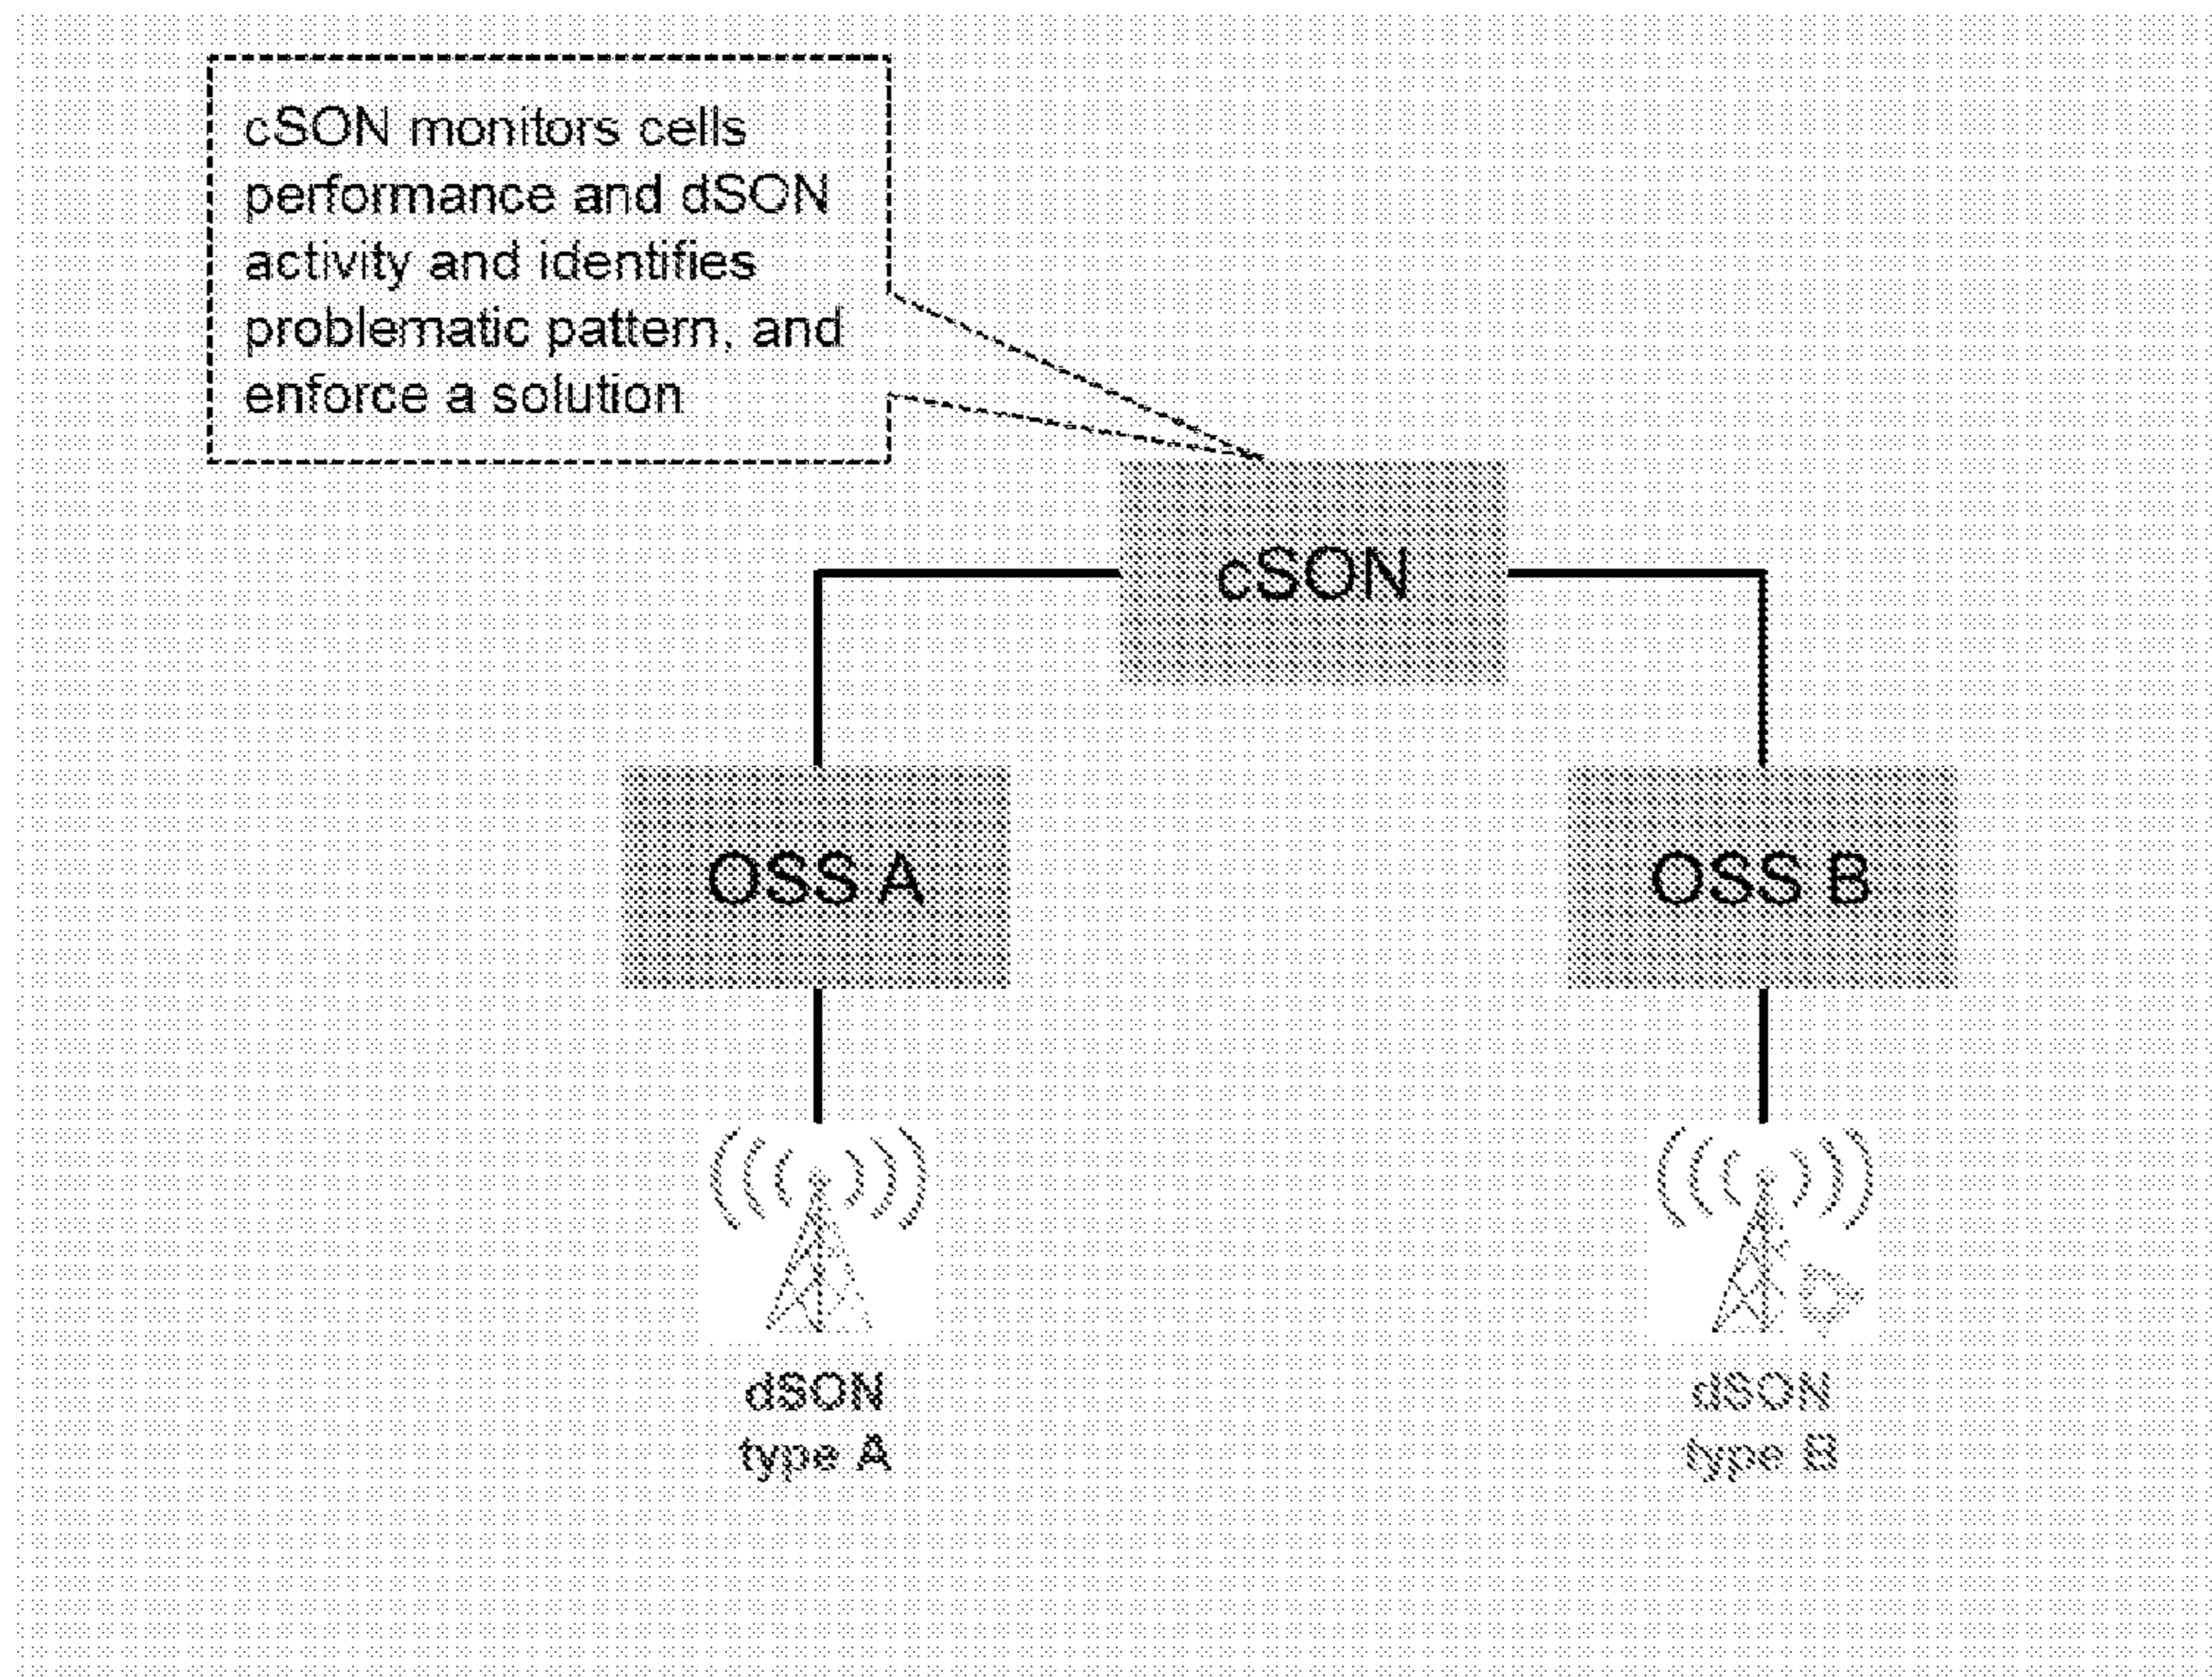 cSON monitors cells
performance and dSON
activity and identifies
problematic pattern, and
enforce a solution
cSON
OSS A
OSS B
dSON
type A
dSON
type B